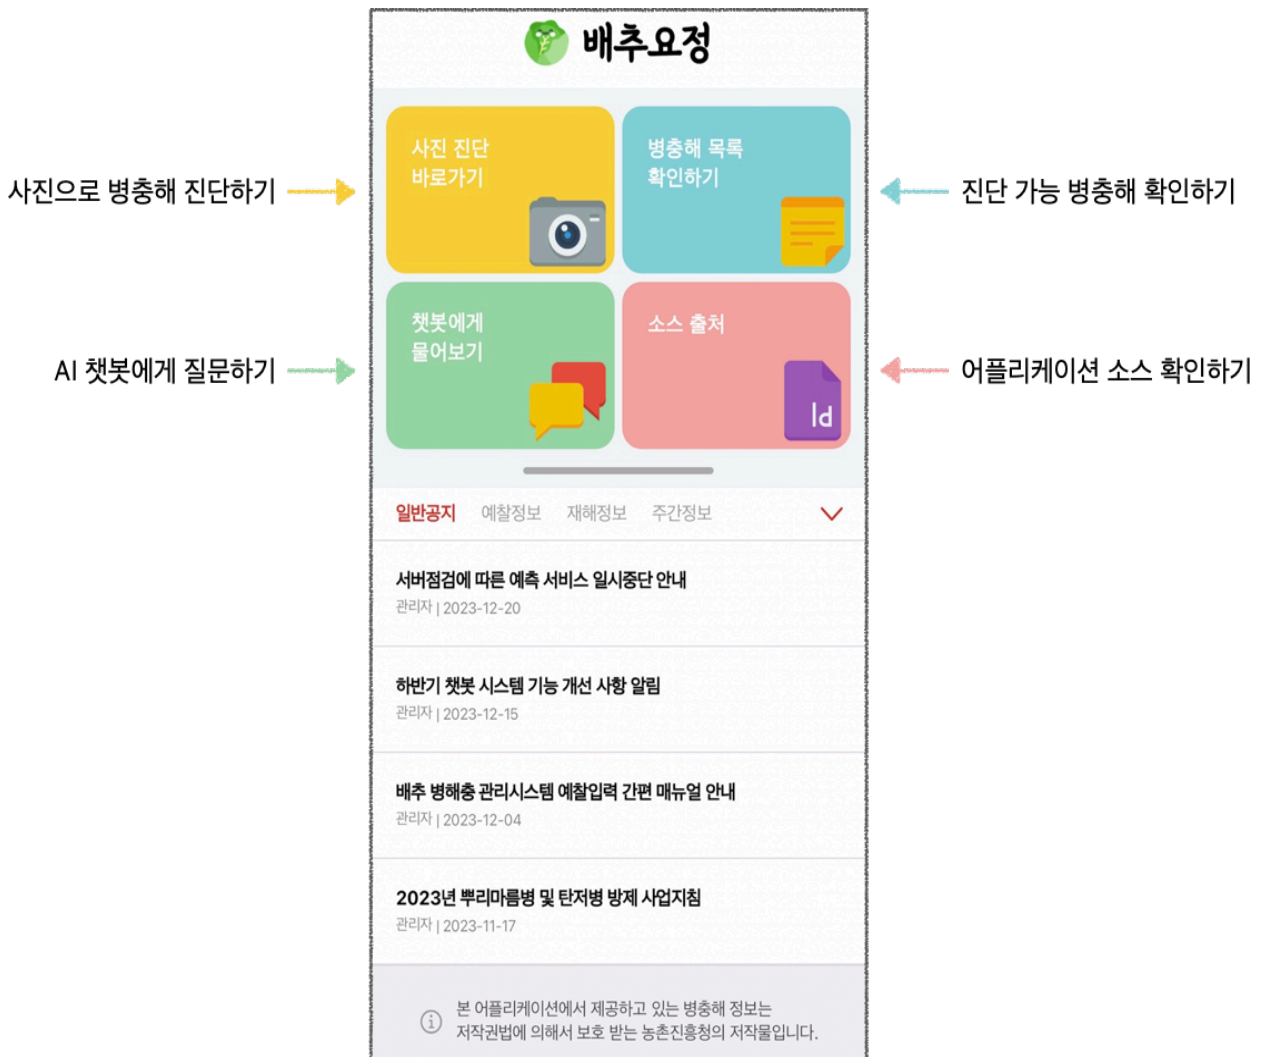 배추요정
사진 진단
바로가기
병충해 목록
확인하기
사진으로 병충해 진단하기
진단 가능 병충해 확인하기
챗봇에게
물어보기
소스 출처
Id
AI 챗봇에게 질문하기
어플리케이션 소스 확인하기
일반공지 예찰정보 재해정보 주간정보
서버점검에 따른 예측 서비스 일시중단 안내
관리자 | 2023-12-20
하반기 챗봇 시스템 기능 개선 사항 알림
관리자 | 2023-12-15
배추 병해충 관리시스템 예찰입력 간편 매뉴얼 안내
관리자 | 2023-12-04
2023년 뿌리마름병 및 탄저병 방제 사업지침
관리자 | 2023-11-17
본 어플리케이션에서 제공하고 있는 병충해 정보는
저작권법에 의해서 보호 받는 농촌진흥청의 저작물입니다.